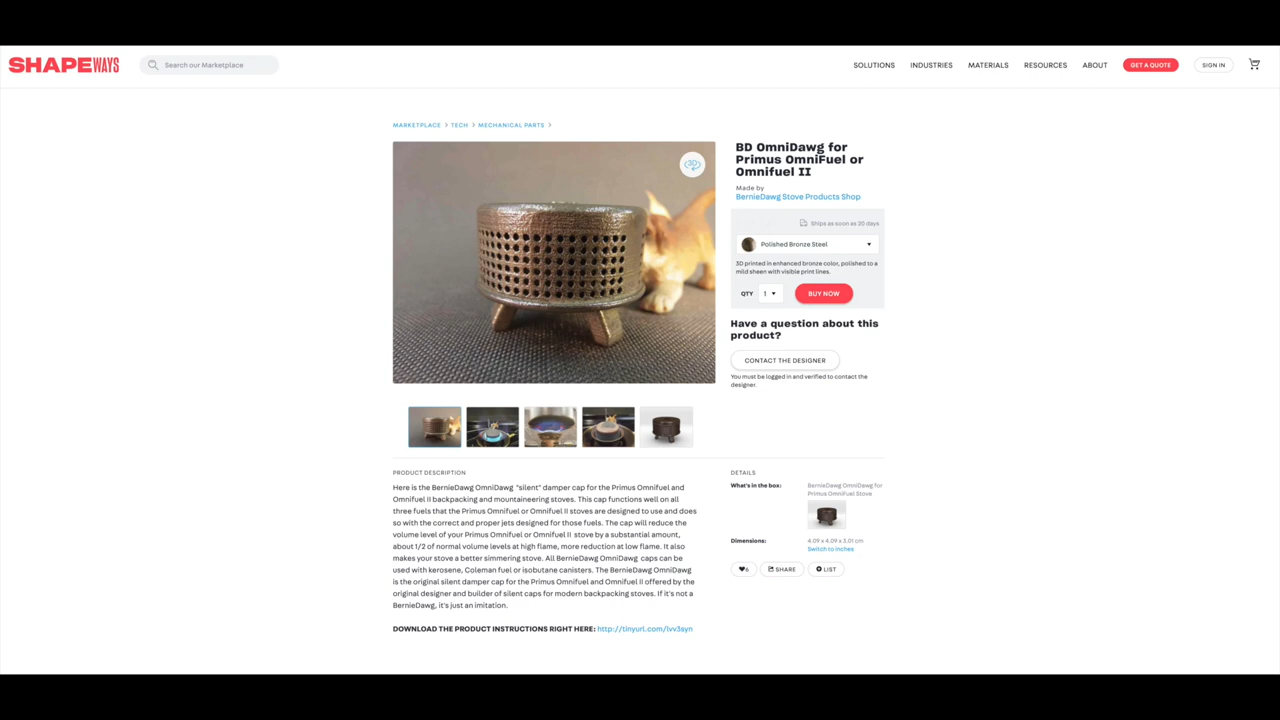 SHAPEWAYS
Search our Marketplace
SOLUTIONS
INDUSTRIES
MATERIALS
RESOURCES
ABOUT
GET A QUOTE
SIGN IN
MARKETPLACE > TECH > MECHANICAL PARTS >
3D
BD OmniDawg for
Primus OmniFuel or
Omnifuel II
Made by
BernieDawg Stove Products Shop
Ships as soon as 20 days
Polished Bronze Steel
3D printed in enhanced bronze color, polished to a
mild sheen with visible print lines.
QTY 1 BUY NOW
Have a question about this
product?
CONTACT THE DESIGNER
You must be logged in and verified to contact the
designer.
PRODUCT DESCRIPTION
Here is the BernieDawg OmniDawg "silent" damper cap for the Primus Omnifuel and
Omnifuel II backpacking and mountaineering stoves. This cap functions well on all
three fuels that the Primus Omnifuel or Omnifuel II stoves are designed to use and does
so with the correct and proper jets designed for those fuels. The cap will reduce the
volume level of your Primus Omnifuel or Omnifuel II stove by a substantial amount,
about 1/2 of normal volume levels at high flame, more reduction at low flame. It also
makes your stove a better simmering stove. All BernieDawg OmniDawg caps can be
used with kerosene, Coleman fuel or isobutane canisters. The BernieDawg OmniDawg
is the original silent damper cap for the Primus Omnifuel and Omnifuel II offered by the
original designer and builder of silent caps for modern backpacking stoves. If it's not a
BernieDawg, it's just an imitation.
DOWNLOAD THE PRODUCT INSTRUCTIONS RIGHT HERE: http://tinyurl.com/lvv3syn
DETAILS
What's in the box:
BernieDawg OmniDawg for
Primus OmniFuel Stove
Dimensions:
4.09 x 4.09 x 3.01 cm
Switch to inches
6
SHARE
LIST